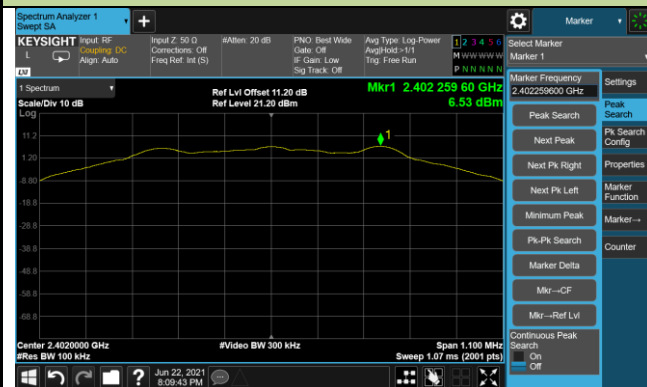 Spectrum Analyzer 1
Swept SA
+
Marker
KEYSIGHT
L
LXI
Input: RF
Coupling: DC
Align: Auto
Input Z: 50 Ω
Corrections: Off
Freq Ref: Int (S)
#Atten: 20 dB
PNO: Best Wide
Gate: Off
IF Gain: Low
Sig Track: Off
Avg Type: Log-Power
Avg|Hold:>1/1
Trig: Free Run
1 2 3 4 5 6
M W W W W W
P N N N N N
Select Marker
Marker 1
1 Spectrum
Scale/Div 10 dB
Log
Ref Lvl Offset 11.20 dB
Ref Level 21.20 dBm
Mkr1 2.402 259 60 GHz
6.53 dBm
1
11.2
1.20
-8.80
-18.8
-28.8
-38.8
-48.8
-58.8
-68.8
Center 2.4020000 GHz
#Res BW 100 kHz
#Video BW 300 kHz
Span 1.100 MHz
Sweep 1.07 ms (2001 pts)
Marker Frequency
2.402259600 GHz
Peak Search
Next Peak
Next Pk Right
Next Pk Left
Minimum Peak
Pk-Pk Search
Marker Delta
Mkr→CF
Mkr→Ref Lvl
Continuous Peak
Search
On
Off
Settings
Peak
Search
Pk Search
Config
Properties
Marker
Function
Marker→
Counter
?
Jun 22, 2021
8:09:43 PM